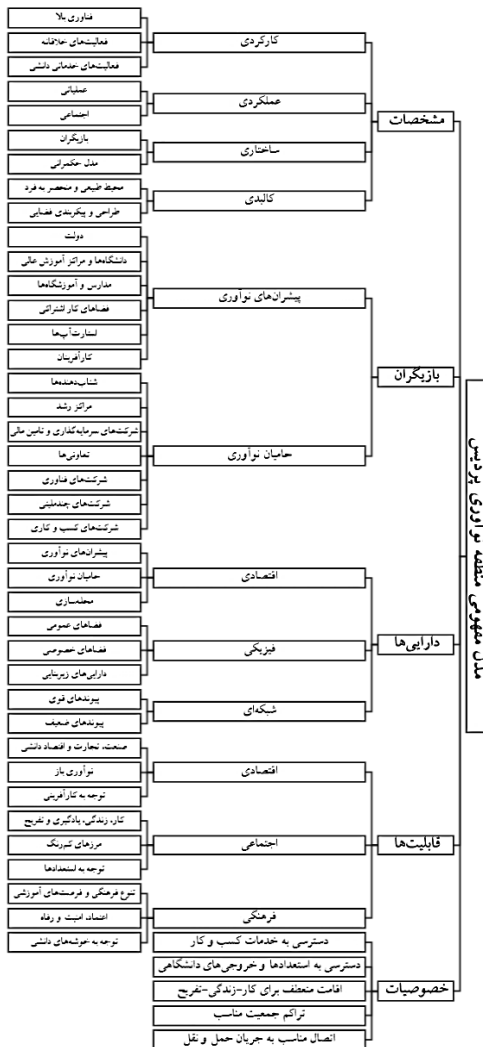 مدل مفهومی منطقه نوآوری پردیس
مشخصات
کارکردی
فناوری بالا
فعالیت‌های خلاقانه
فعالیت‌های خدماتی دانشی
عملکردی
عملیاتی
اجتماعی
ساختاری
بازیگران
مدل حکمرانی
کالبدی
محیط طبیعی و منحصر به فرد
طراحی و پیکربندی فضایی
بازیگران
پیشران‌های نوآوری
دولت
دانشگاه‌ها و مراکز آموزش عالی
مدارس و آموزشگاه‌ها
فضاهای کار اشتراکی
استارت‌آپ‌ها
کارآفرینان
حامیان نوآوری
شتاب‌دهنده‌ها
مراکز رشد
شرکت‌های سرمایه‌گذاری و تامین مالی
تعاونی‌ها
شرکت‌های فناوری
شرکت‌های چندملیتی
شرکت‌های کسب و کاری
دارایی‌ها
اقتصادی
پیشران‌های نوآوری
حامیان نوآوری
محله‌سازی
فیزیکی
فضاهای عمومی
فضاهای خصوصی
دارایی‌های زیربنایی
شبکه‌ای
پیوندهای قوی
پیوندهای ضعیف
قابلیت‌ها
اقتصادی
صنعت، تجارت و اقتصاد دانشی
نوآوری باز
توجه به کارآفرینی
اجتماعی
کار، زندگی، یادگیری و تفریح
مرزهای کم‌رنگ
توجه به استعدادها
فرهنگی
تنوع فرهنگی و فرصت‌های آموزشی
اعتماد، امنیت و رفاه
توجه به خوشه‌های دانشی
خصوصیات
دسترسی به خدمات کسب و کار
دسترسی به استعدادها و خروجی‌های دانشگاهی
اقامت منعطف برای کار-زندگی-تفریح
تراکم جمعیت مناسب
اتصال مناسب به جریان حمل و نقل